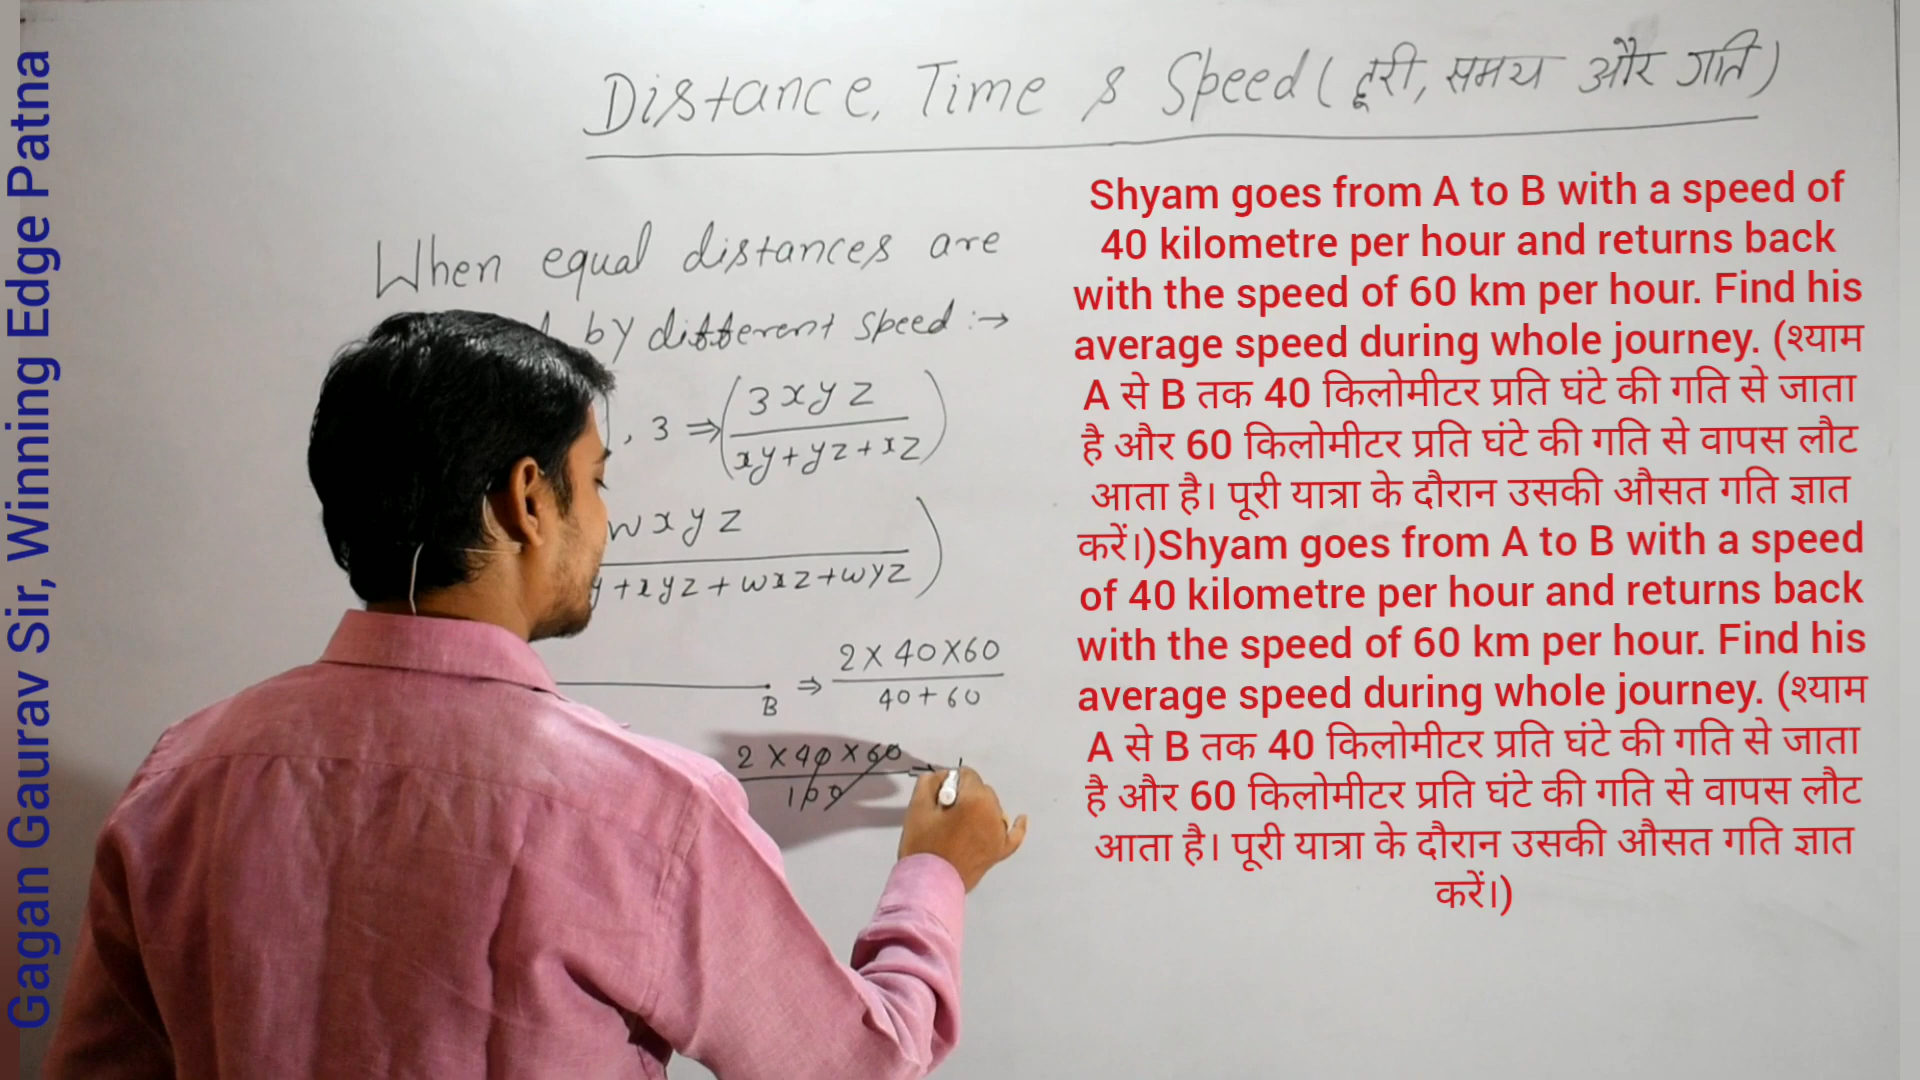 Gagan Gaurav Sir, Winning Edge Patna
Distance, Time & Speed (दूरी, समय और गति)
When equal distances are
by different speed :→
, 3 ⇒ (3xyz
xy+yz+xz)
wxyz
y+xyz+wxz+wyz)
B ⇒ 2×40×60
40+60
2×40×60
100
Shyam goes from A to B with a speed of
40 kilometre per hour and returns back
with the speed of 60 km per hour. Find his
average speed during whole journey. (श्याम
A से B तक 40 किलोमीटर प्रति घंटे की गति से जाता
है और 60 किलोमीटर प्रति घंटे की गति से वापस लौट
आता है। पूरी यात्रा के दौरान उसकी औसत गति ज्ञात
करें।)Shyam goes from A to B with a speed
of 40 kilometre per hour and returns back
with the speed of 60 km per hour. Find his
average speed during whole journey. (श्याम
A से B तक 40 किलोमीटर प्रति घंटे की गति से जाता
है और 60 किलोमीटर प्रति घंटे की गति से वापस लौट
आता है। पूरी यात्रा के दौरान उसकी औसत गति ज्ञात
करें।)